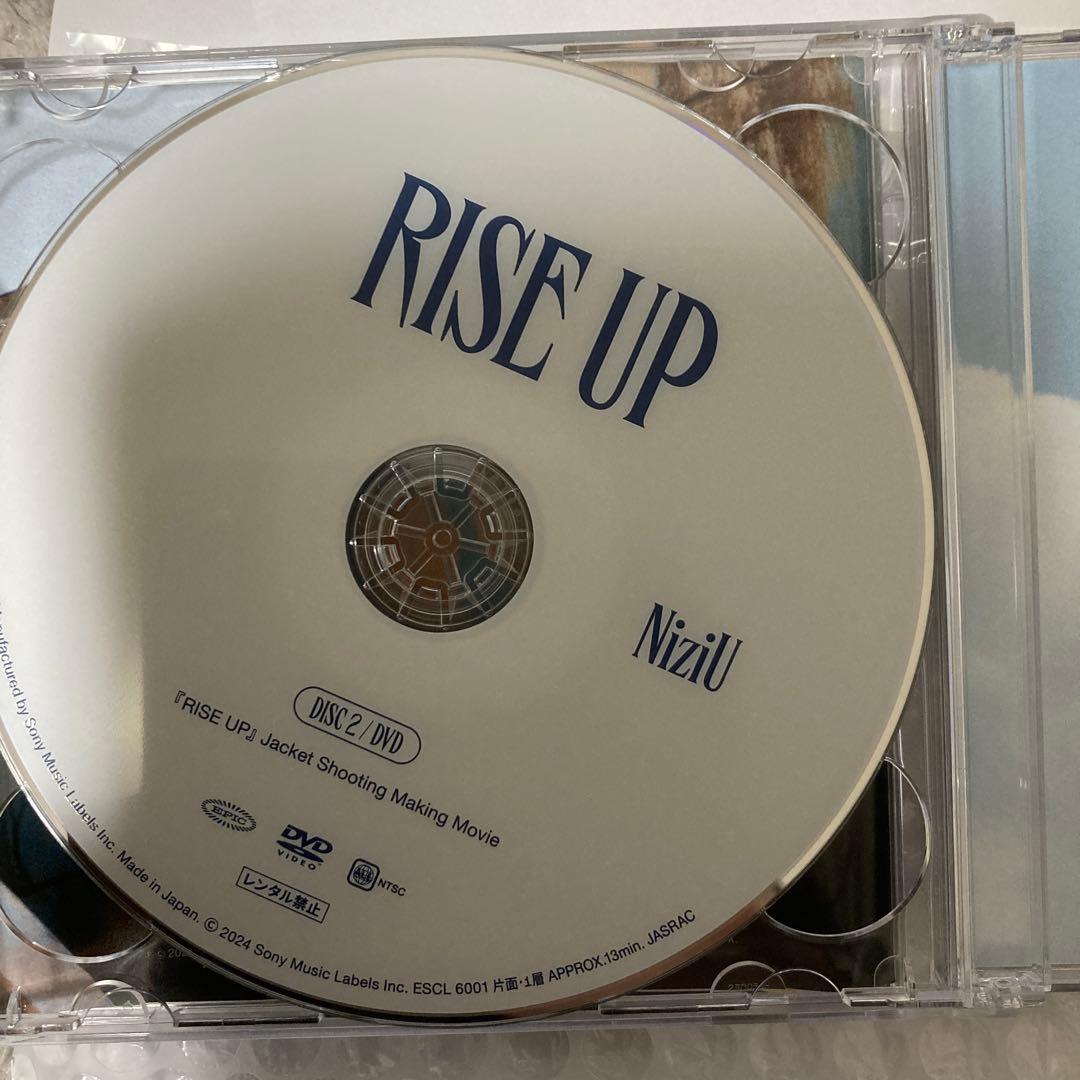 RISE UP
NiziU
DISC 2 / DVD
『RISE UP』 Jacket Shooting Making Movie
EPIC
DVD
VIDEO
ALL
NTSC
レンタル禁止
Manufactured by Sony Music Labels Inc. Made in Japan. © 2024 Sony Music Labels Inc. ESCL 6001 片面・1層 APPROX.13min. JASRAC